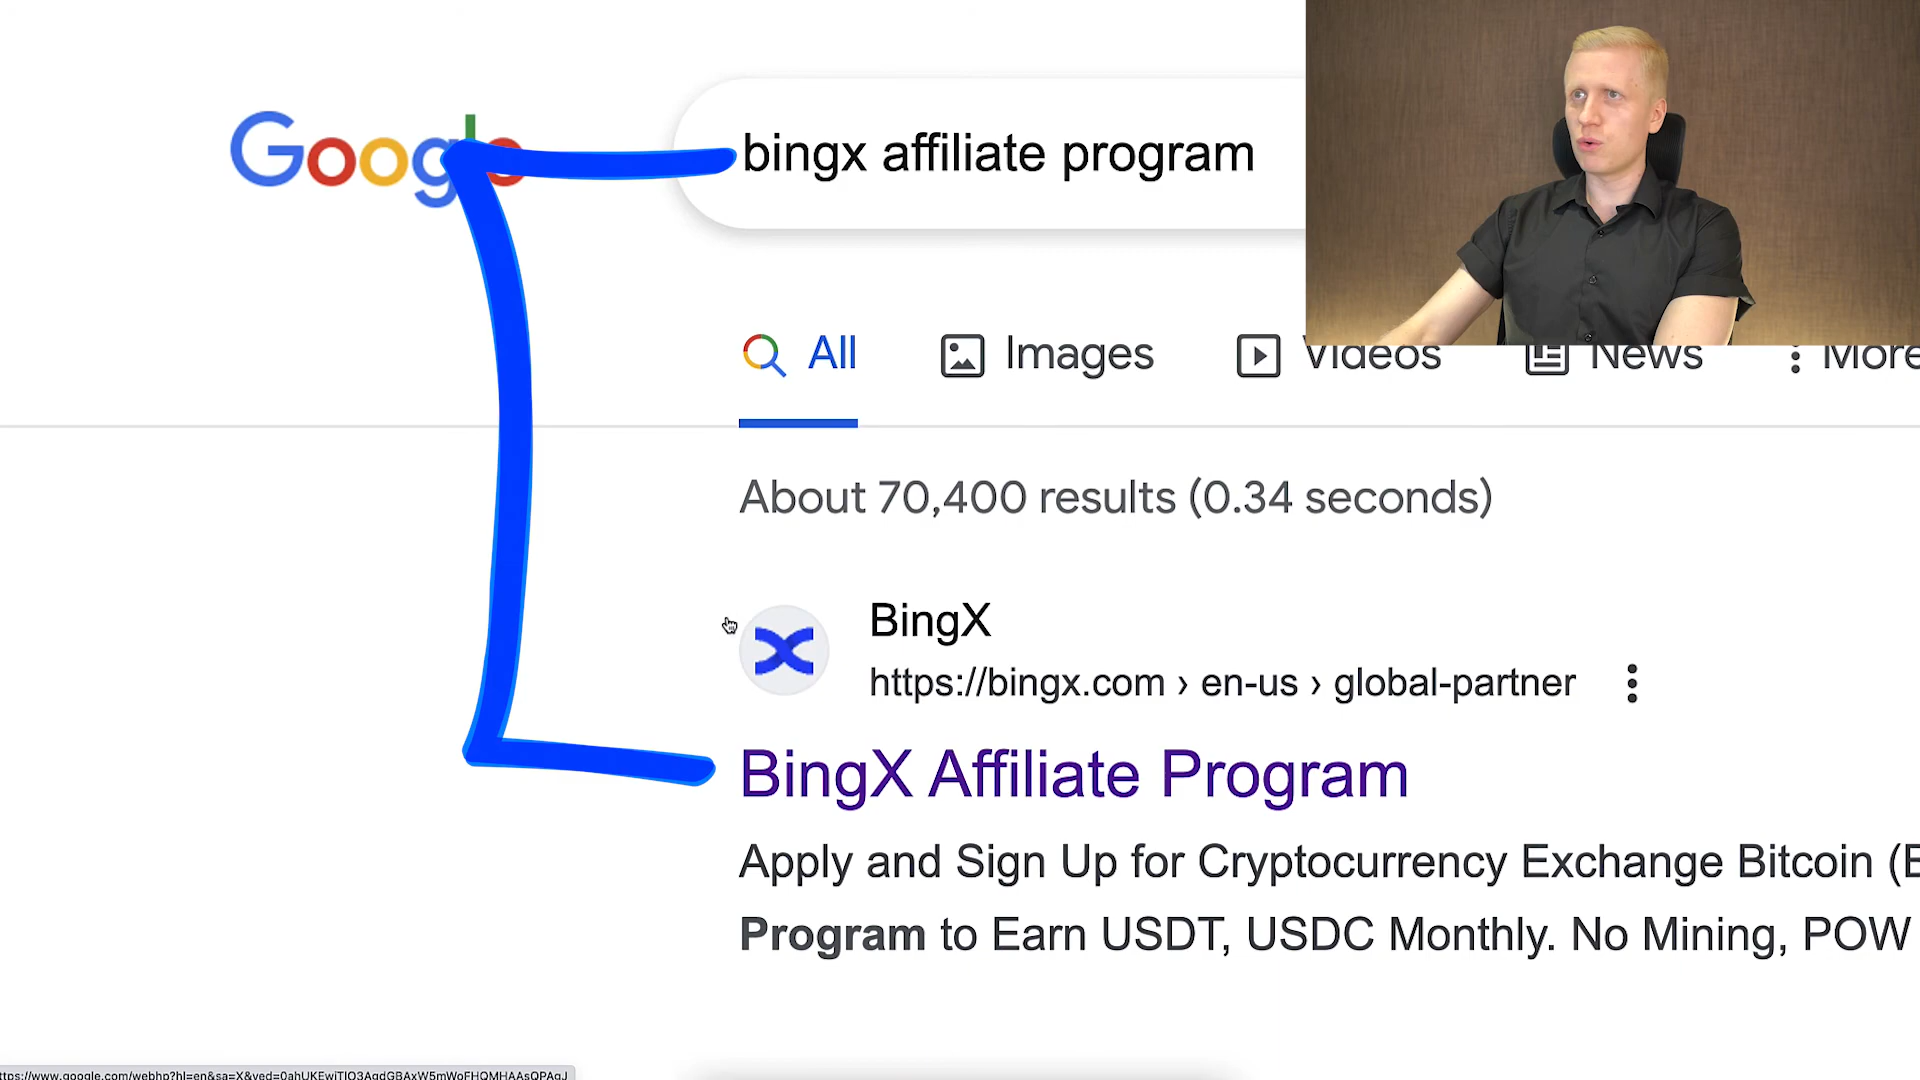 Google
bingx affiliate program
All Images Videos News More
About 70,400 results (0.34 seconds)
BingX
https://bingx.com › en-us › global-partner
BingX Affiliate Program
Apply and Sign Up for Cryptocurrency Exchange Bitcoin (
Program to Earn USDT, USDC Monthly. No Mining, POW